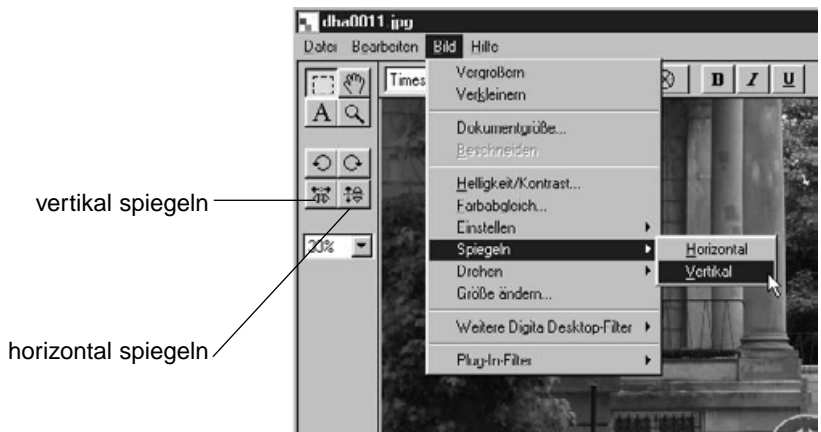 dha0011.jpg
Datei Bearbeiten Bild Hilfe
Times
B I U
A
Vergrößern
Verkleinern
Dokumentgröße...
Beschneiden
Helligkeit/Kontrast...
Farbabgleich...
Einstellen
Spiegeln
Horizontal
Vertikal
Drehen
Größe ändern...
Weitere Digita Desktop-Filter
Plug-In-Filter
33%
vertikal spiegeln
horizontal spiegeln